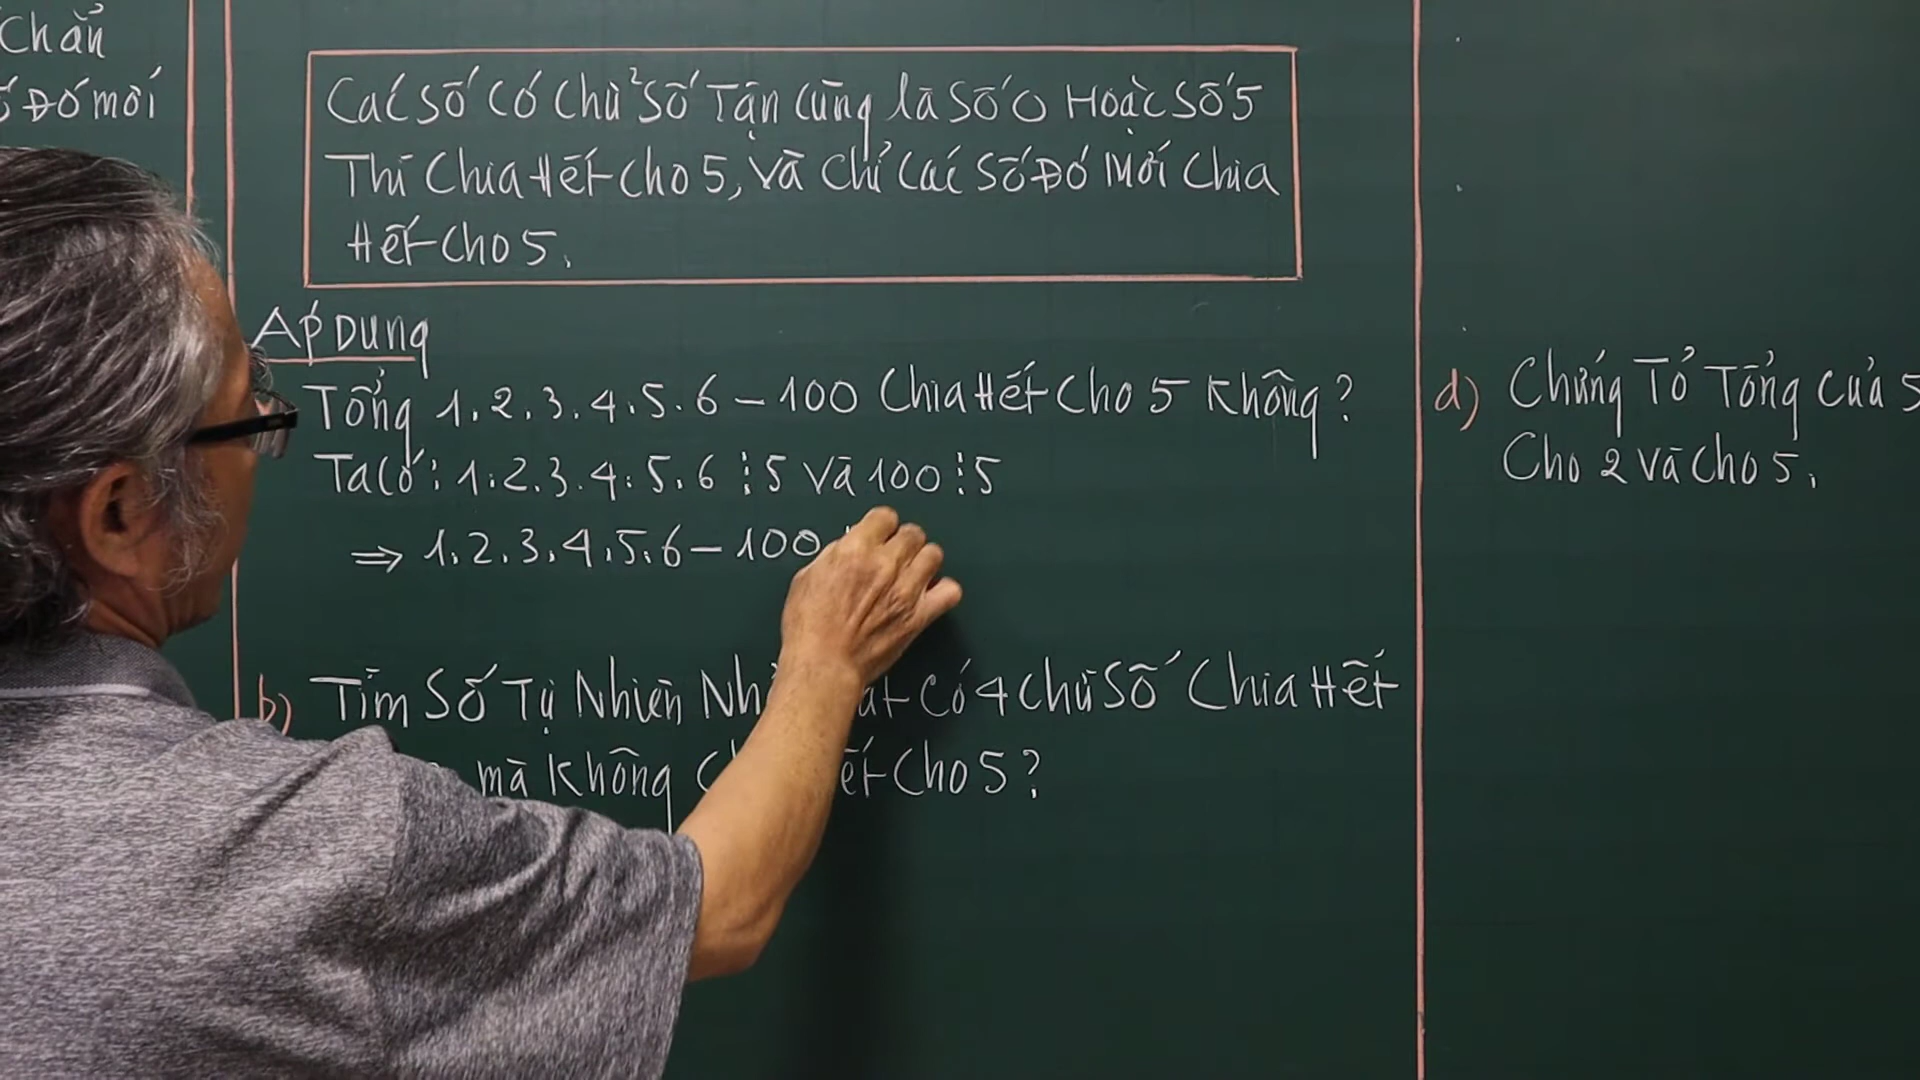 Chẵn
Đó mới
Các số có chữ số Tận cùng là số 0 Hoặc số 5
Thì Chia Hết cho 5, Và chỉ các số Đó Mới Chia
Hết Cho 5.
Áp Dụng
Tổng 1.2.3.4.5.6 - 100 Chia Hết Cho 5 Không?
Ta Có: 1.2.3.4.5.6 ⋮ 5 Và 100 ⋮ 5
⇒ 1.2.3.4.5.6 - 100
b) Tìm Số Tự Nhiên Có 4 chữ Số Chia Hết
mà Không Cho 5?
d) Chứng Tỏ Tổng Của 5
Cho 2 Và Cho 5.